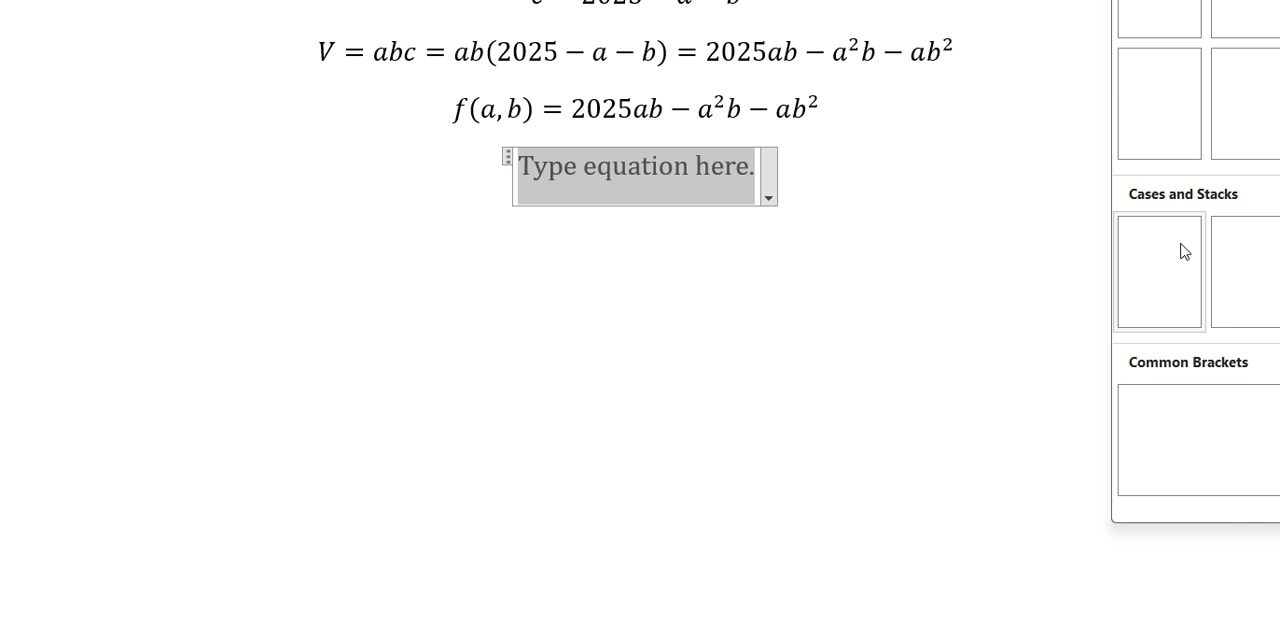 V = abc = ab(2025 − a − b) = 2025ab − a²b − ab²
f(a, b) = 2025ab − a²b − ab²
Type equation here.
Cases and Stacks
Common Brackets